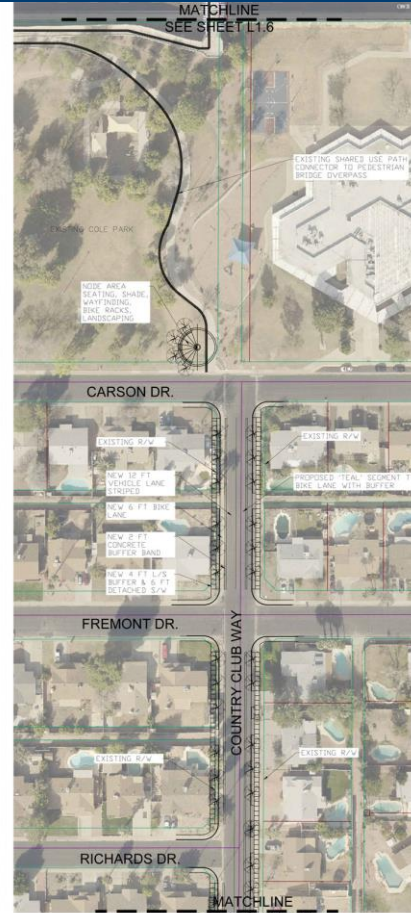 MATCHLINE
SEE SHEET L1.6
EXISTING SHARED USE PATH
CONNECTOR TO PEDESTRIAN
BRIDGE OVERPASS
EXISTING COLE PARK
NODE AREA
SEATING, SHADE,
WAYFINDING,
BIKE RACKS,
LANDSCAPING
CARSON DR.
EXISTING R/W
EXISTING R/W
NEW 12 FT
VEHICLE LANE
STRIPED
PROPOSED 'TEAL' SEGMENT T
BIKE LANE WITH BUFFER
NEW 6 FT BIKE
LANE
NEW 2 FT
CONCRETE
BUFFER BAND
NEW 4 FT L/S
BUFFER & 6 FT
DETACHED S/W
FREMONT DR.
COUNTRY CLUB WAY
EXISTING R/W
EXISTING R/W
RICHARDS DR.
MATCHLINE